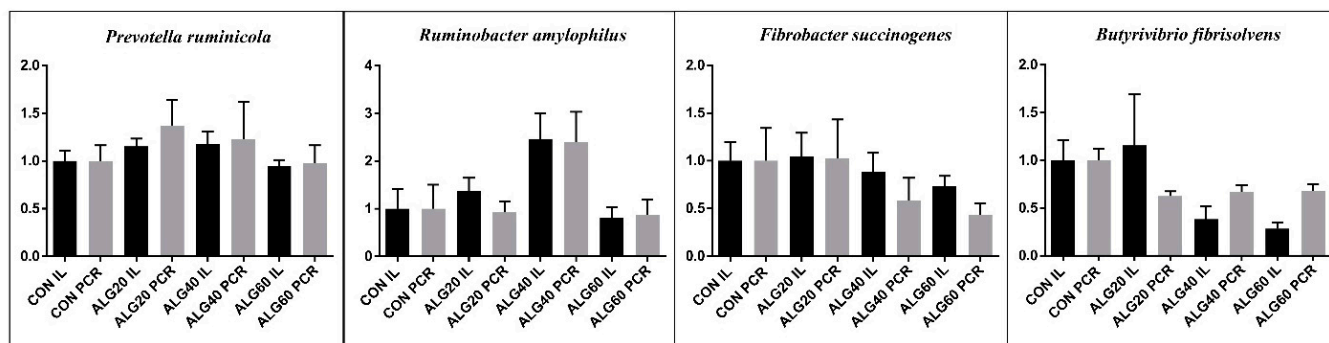 Prevotella ruminicola
2.0
1.5
1.0
0.5
0.0
CON IL
CON PCR
ALG20 IL
ALG20 PCR
ALG40 IL
ALG40 PCR
ALG60 IL
ALG60 PCR
Ruminobacter amylophilus
4
3
2
1
0
CON IL
CON PCR
ALG20 IL
ALG20 PCR
ALG40 IL
ALG40 PCR
ALG60 IL
ALG60 PCR
Fibrobacter succinogenes
2.0
1.5
1.0
0.5
0.0
CON IL
CON PCR
ALG20 IL
ALG20 PCR
ALG40 IL
ALG40 PCR
ALG60 IL
ALG60 PCR
Butyrivibrio fibrisolvens
2.0
1.5
1.0
0.5
0.0
CON IL
CON PCR
ALG20 IL
ALG20 PCR
ALG40 IL
ALG40 PCR
ALG60 IL
ALG60 PCR